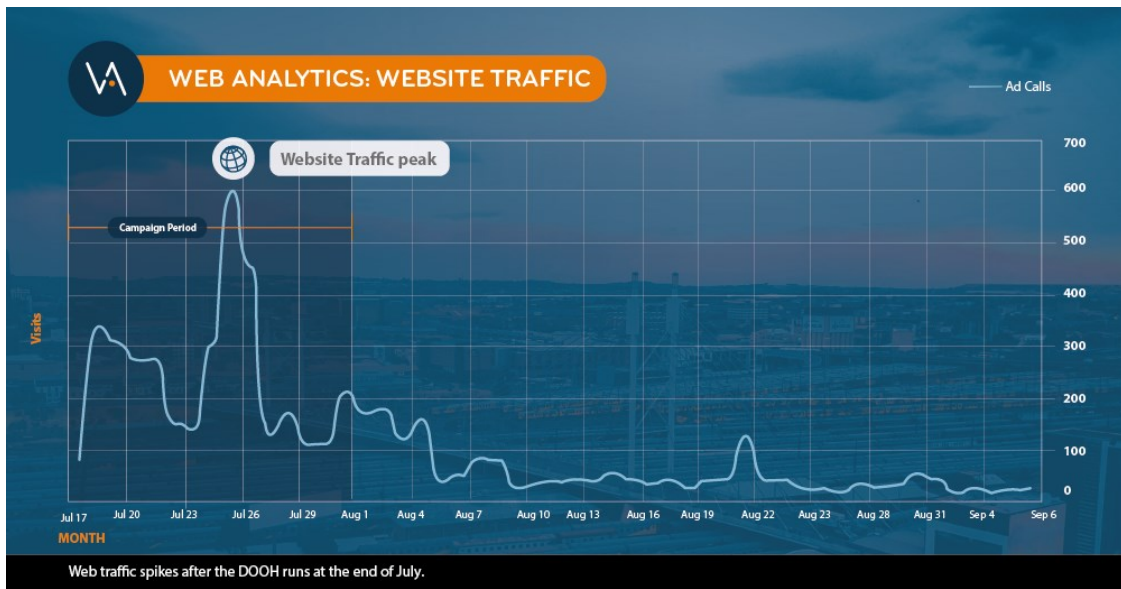 VA
WEB ANALYTICS: WEBSITE TRAFFIC
Ad Calls
Website Traffic peak
Campaign Period
700
600
500
400
300
200
100
0
Visits
Jul 17 Jul 20 Jul 23 Jul 26 Jul 29 Aug 1 Aug 4 Aug 7 Aug 10 Aug 13 Aug 16 Aug 19 Aug 22 Aug 23 Aug 28 Aug 31 Sep 4 Sep 6
MONTH
Web traffic spikes after the DOOH runs at the end of July.